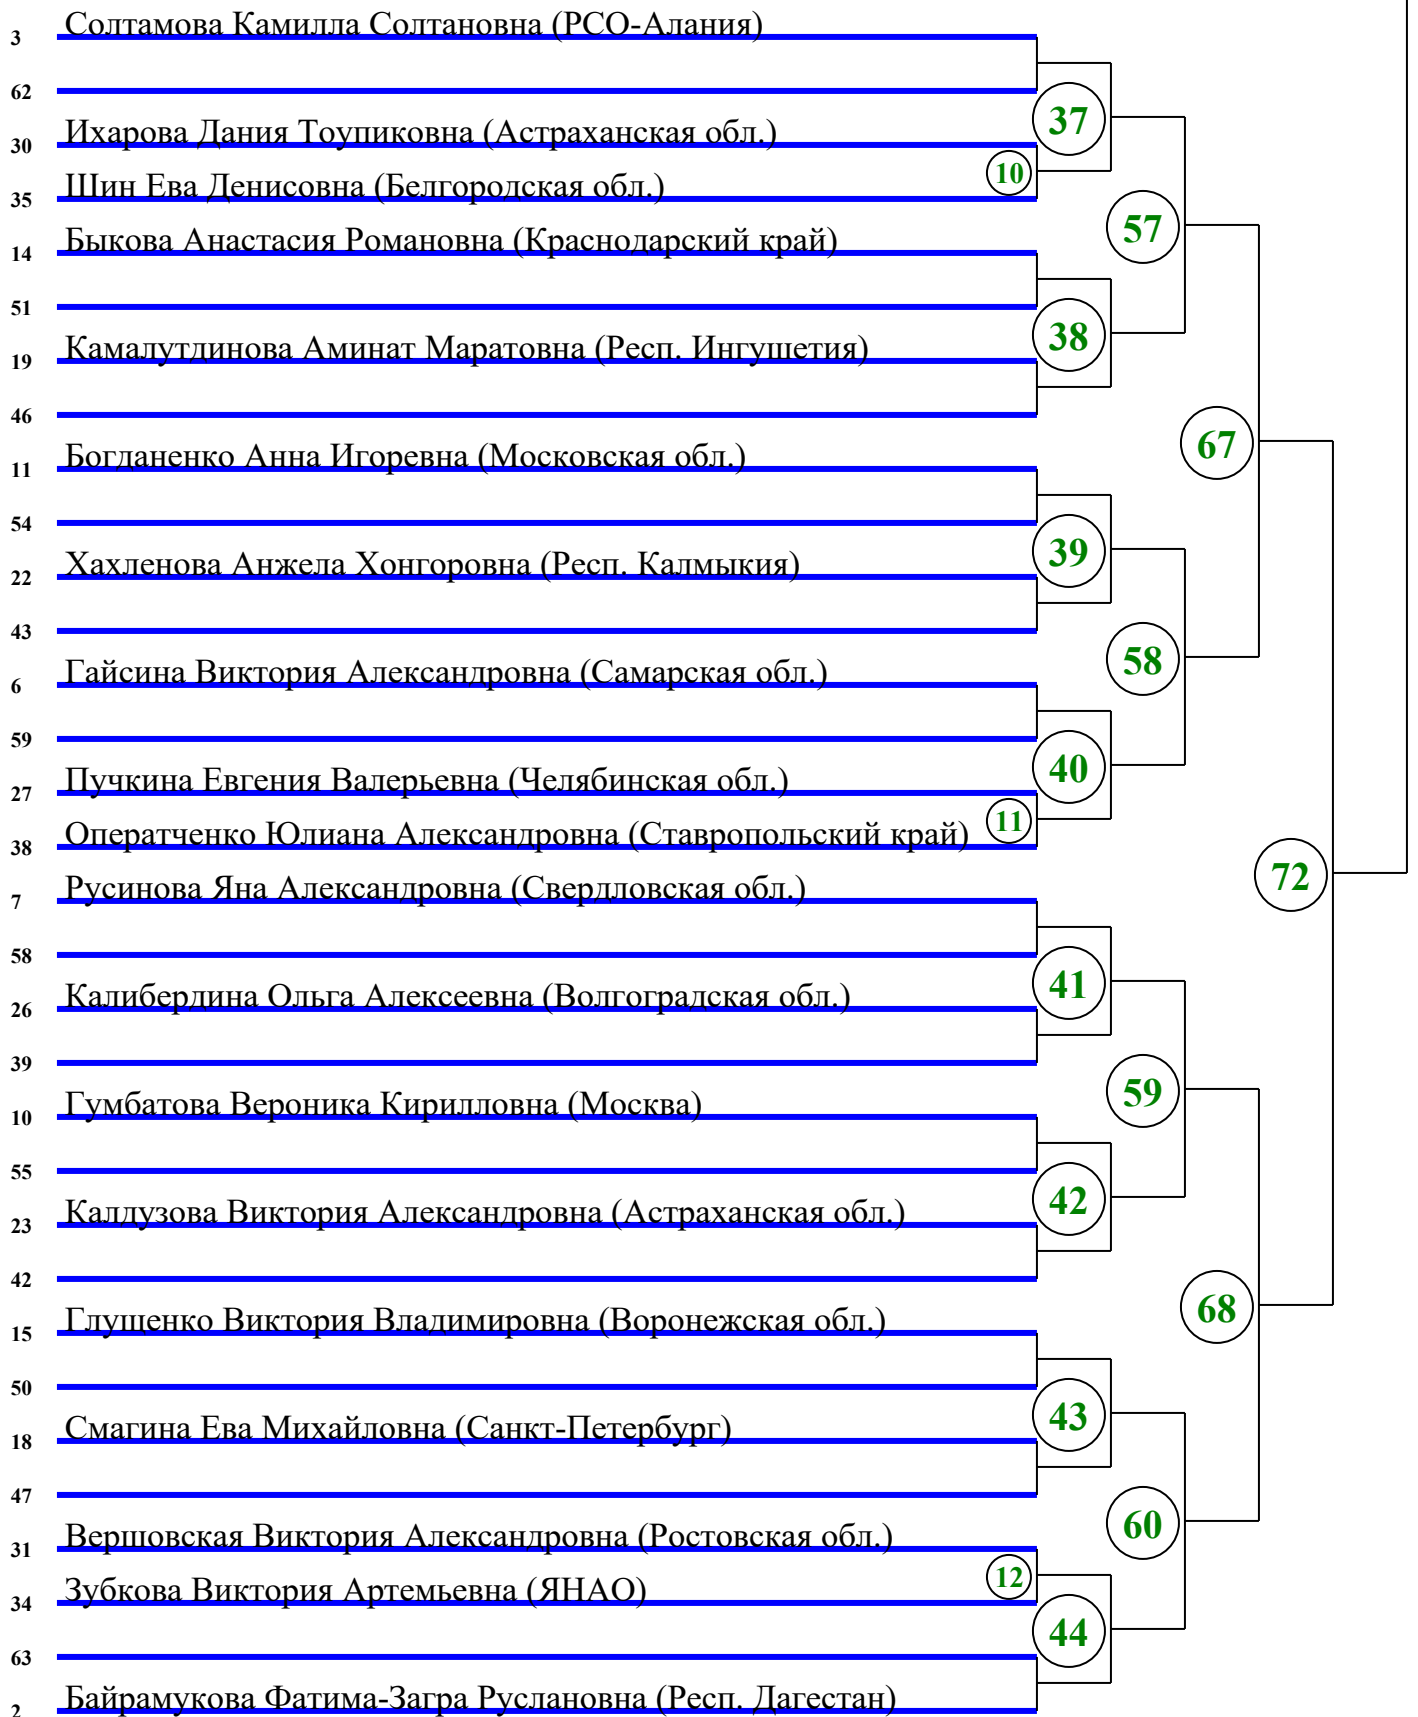 3 Солтамова Камилла Солтановна (РСО-Алания)
62
37
30 Ихарова Дания Тоупиковна (Астраханская обл.)
10
35 Шин Ева Денисовна (Белгородская обл.)
57
14 Быкова Анастасия Романовна (Краснодарский край)
51
38
19 Камалутдинова Аминат Маратовна (Респ. Ингушетия)
46
67
11 Богданенко Анна Игоревна (Московская обл.)
54
39
22 Хахленова Анжела Хонгоровна (Респ. Калмыкия)
43
58
6 Гайсина Виктория Александровна (Самарская обл.)
59
40
27 Пучкина Евгения Валерьевна (Челябинская обл.)
11
38 Оператченко Юлиана Александровна (Ставропольский край)
72
7 Русинова Яна Александровна (Свердловская обл.)
58
41
26 Калибердина Ольга Алексеевна (Волгоградская обл.)
39
59
10 Гумбатова Вероника Кирилловна (Москва)
55
42
23 Калдузова Виктория Александровна (Астраханская обл.)
42
68
15 Глущенко Виктория Владимировна (Воронежская обл.)
50
43
18 Смагина Ева Михайловна (Санкт-Петербург)
47
60
31 Вершовская Виктория Александровна (Ростовская обл.)
12
34 Зубкова Виктория Артемьевна (ЯНАО)
44
63
2 Байрамукова Фатима-Загра Руслановна (Респ. Дагестан)